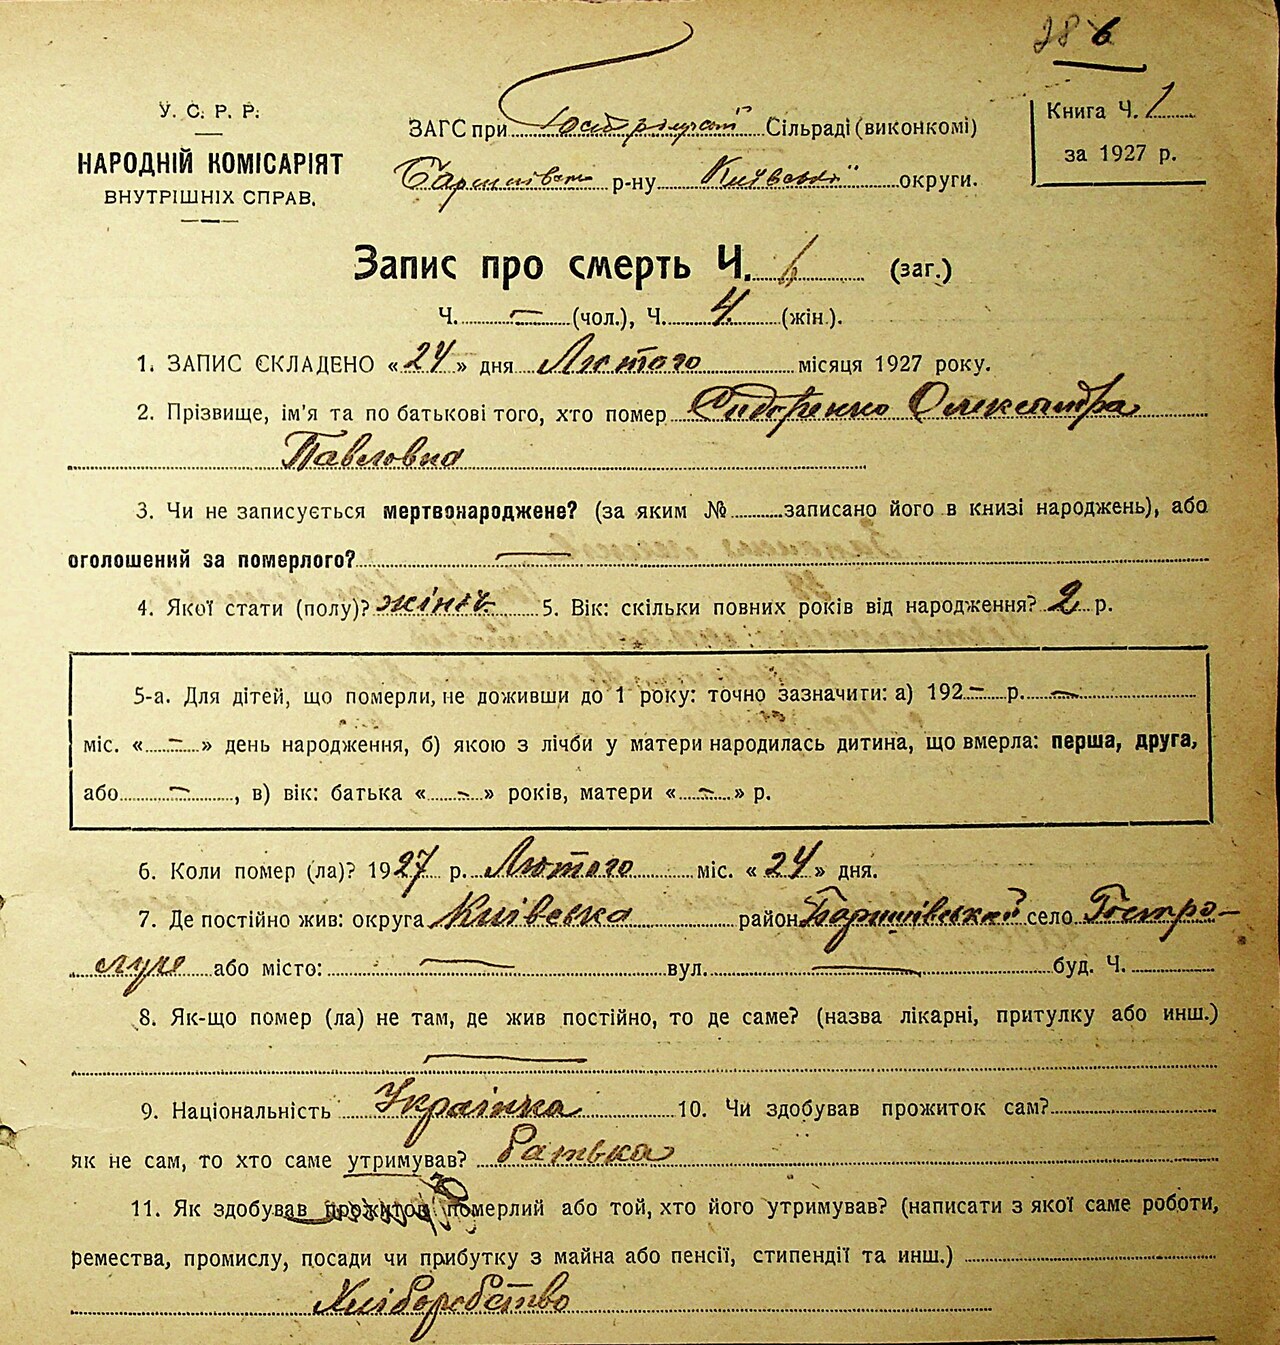 28 6
У. С. Р. Р.
НАРОДНІЙ КОМІСАРІЯТ
ВНУТРІШНІХ СПРАВ.
ЗАГС при Гостролуцькій Сільраді (виконкомі)
Баришівськ р-ну Київської округи.
Книга Ч. 1
за 1927 р.
Запис про смерть Ч. 6 (заг.)
Ч. — (чол.), Ч. 4. (жін.).
1. ЗАПИС ЄКЛАДЕНО «24» дня Лютого місяця 1927 року.
2. Прізвище, ім'я та по батькові того, хто помер Сидоренко Олександра
Павловна
3. Чи не записується мертвонароджене? (за яким № записано його в книзі народжень), або
оголошений за померлого? —
4. Якої стати (полу)? жіноч. 5. Вік: скільки повних років від народження? 2 р.
5-а. Для дітей, що померли, не доживши до 1 року: точно зазначити: а) 192 — р. —
міс. « — » день народження, б) якою з лічби у матери народилась дитина, що вмерла: перша, друга,
або — , в) вік: батька « — » років, матери « — » р.
6. Коли помер (ла)? 1927 р. Лютого міс. «24» дня.
7. Де постійно жив: округа Київська район Баришівський село Гостро-
луче або місто: — вул. — буд. Ч.
8. Як-що помер (ла) не там, де жив постійно, то де саме? (назва лікарні, притулку або инш.)
—
9. Національність Українка 10. Чи здобував прожиток сам?
як не сам, то хто саме утримував? батька
11. Як здобував прожиток померлий або той, хто його утримував? (написати з якої саме роботи,
ремества, промислу, посади чи прибутку з майна або пенсії, стипендії та инш.)
Хліборобство